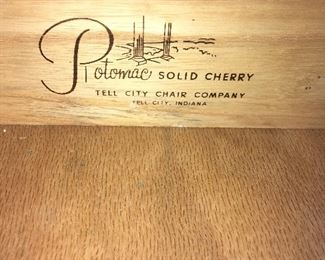 Potomac SOLID CHERRY
TELL CITY CHAIR COMPANY
TELL CITY, INDIANA